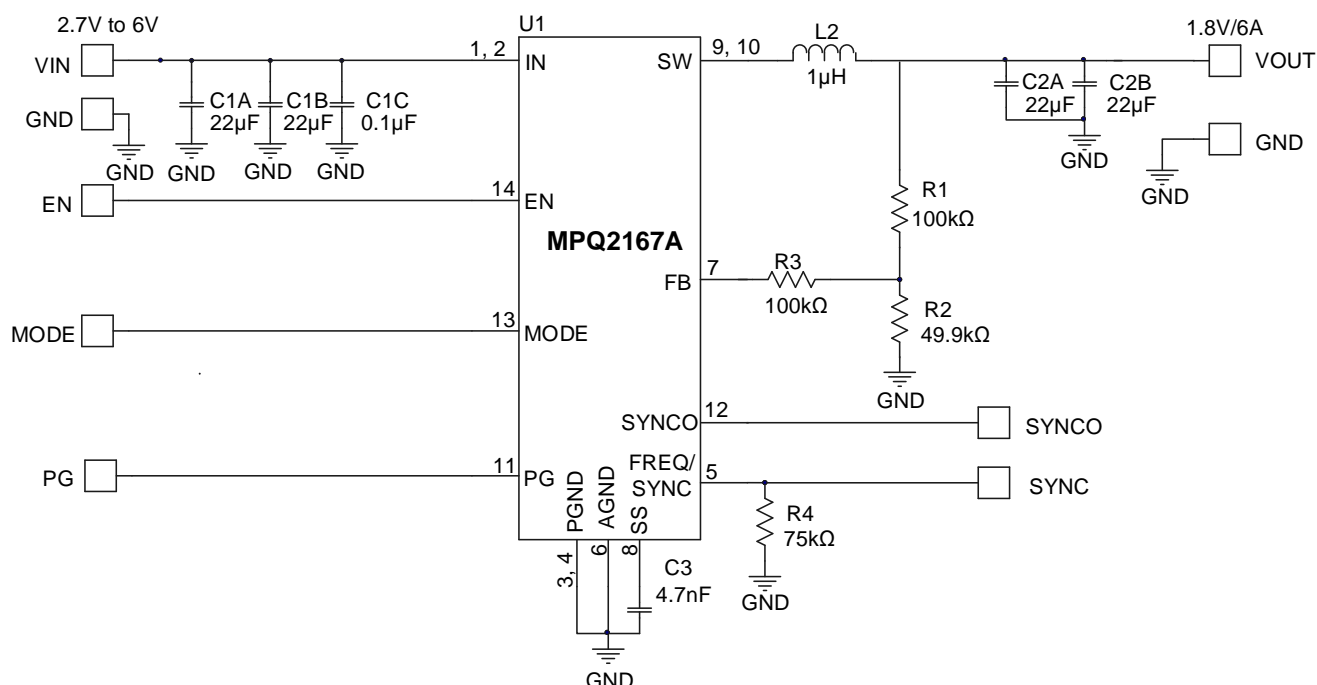 2.7V to 6V
U1
L2
1.8V/6A
VIN
1, 2
IN
SW
9, 10
1µH
VOUT
C1A
22µF
C1B
22µF
C1C
0.1µF
C2A
22µF
C2B
22µF
GND
GND
GND
GND
GND
GND
GND
GND
EN
14
EN
R1
100kΩ
MPQ2167A
FB
7
R3
100kΩ
R2
49.9kΩ
GND
MODE
13
MODE
SYNCO
12
SYNCO
PG
11
PG
FREQ/
SYNC
5
SYNC
R4
75kΩ
GND
PGND
AGND
SS
3, 4
6
8
C3
4.7nF
GND